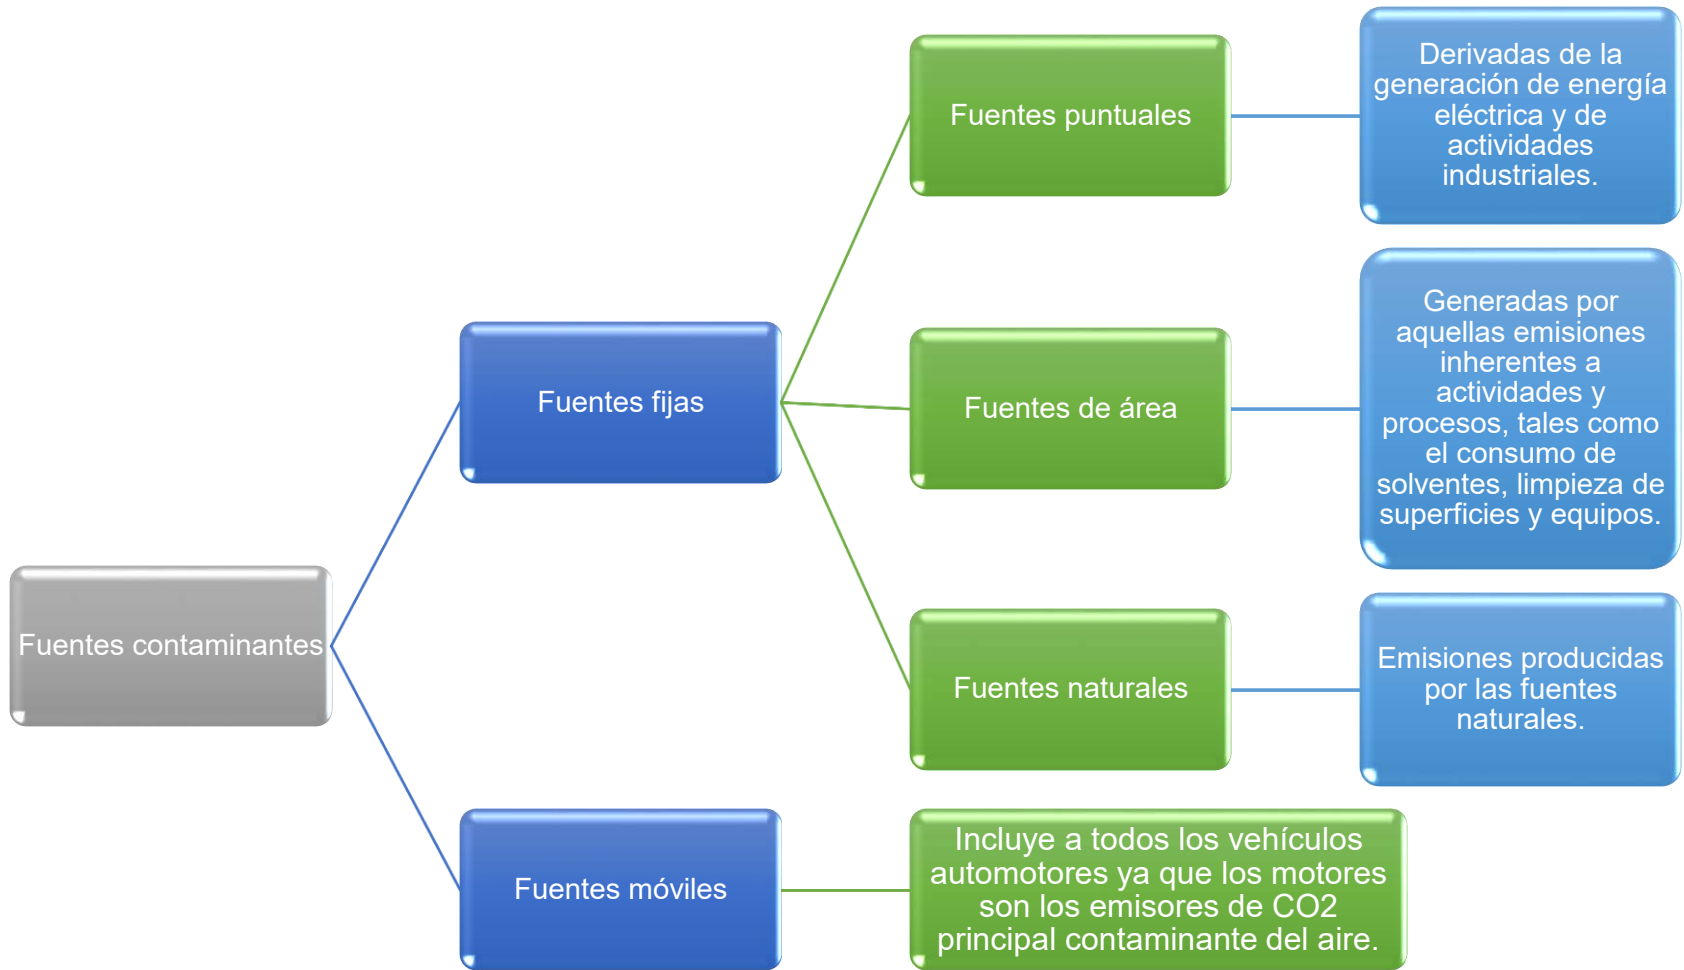 Fuentes contaminantes
Fuentes fijas
Fuentes puntuales
Derivadas de la
generación de energía
eléctrica y de
actividades
industriales.
Fuentes de área
Generadas por
aquellas emisiones
inherentes a
actividades y
procesos, tales como
el consumo de
solventes, limpieza de
superficies y equipos.
Fuentes naturales
Emisiones producidas
por las fuentes
naturales.
Fuentes móviles
Incluye a todos los vehículos
automotores ya que los motores
son los emisores de CO2
principal contaminante del aire.